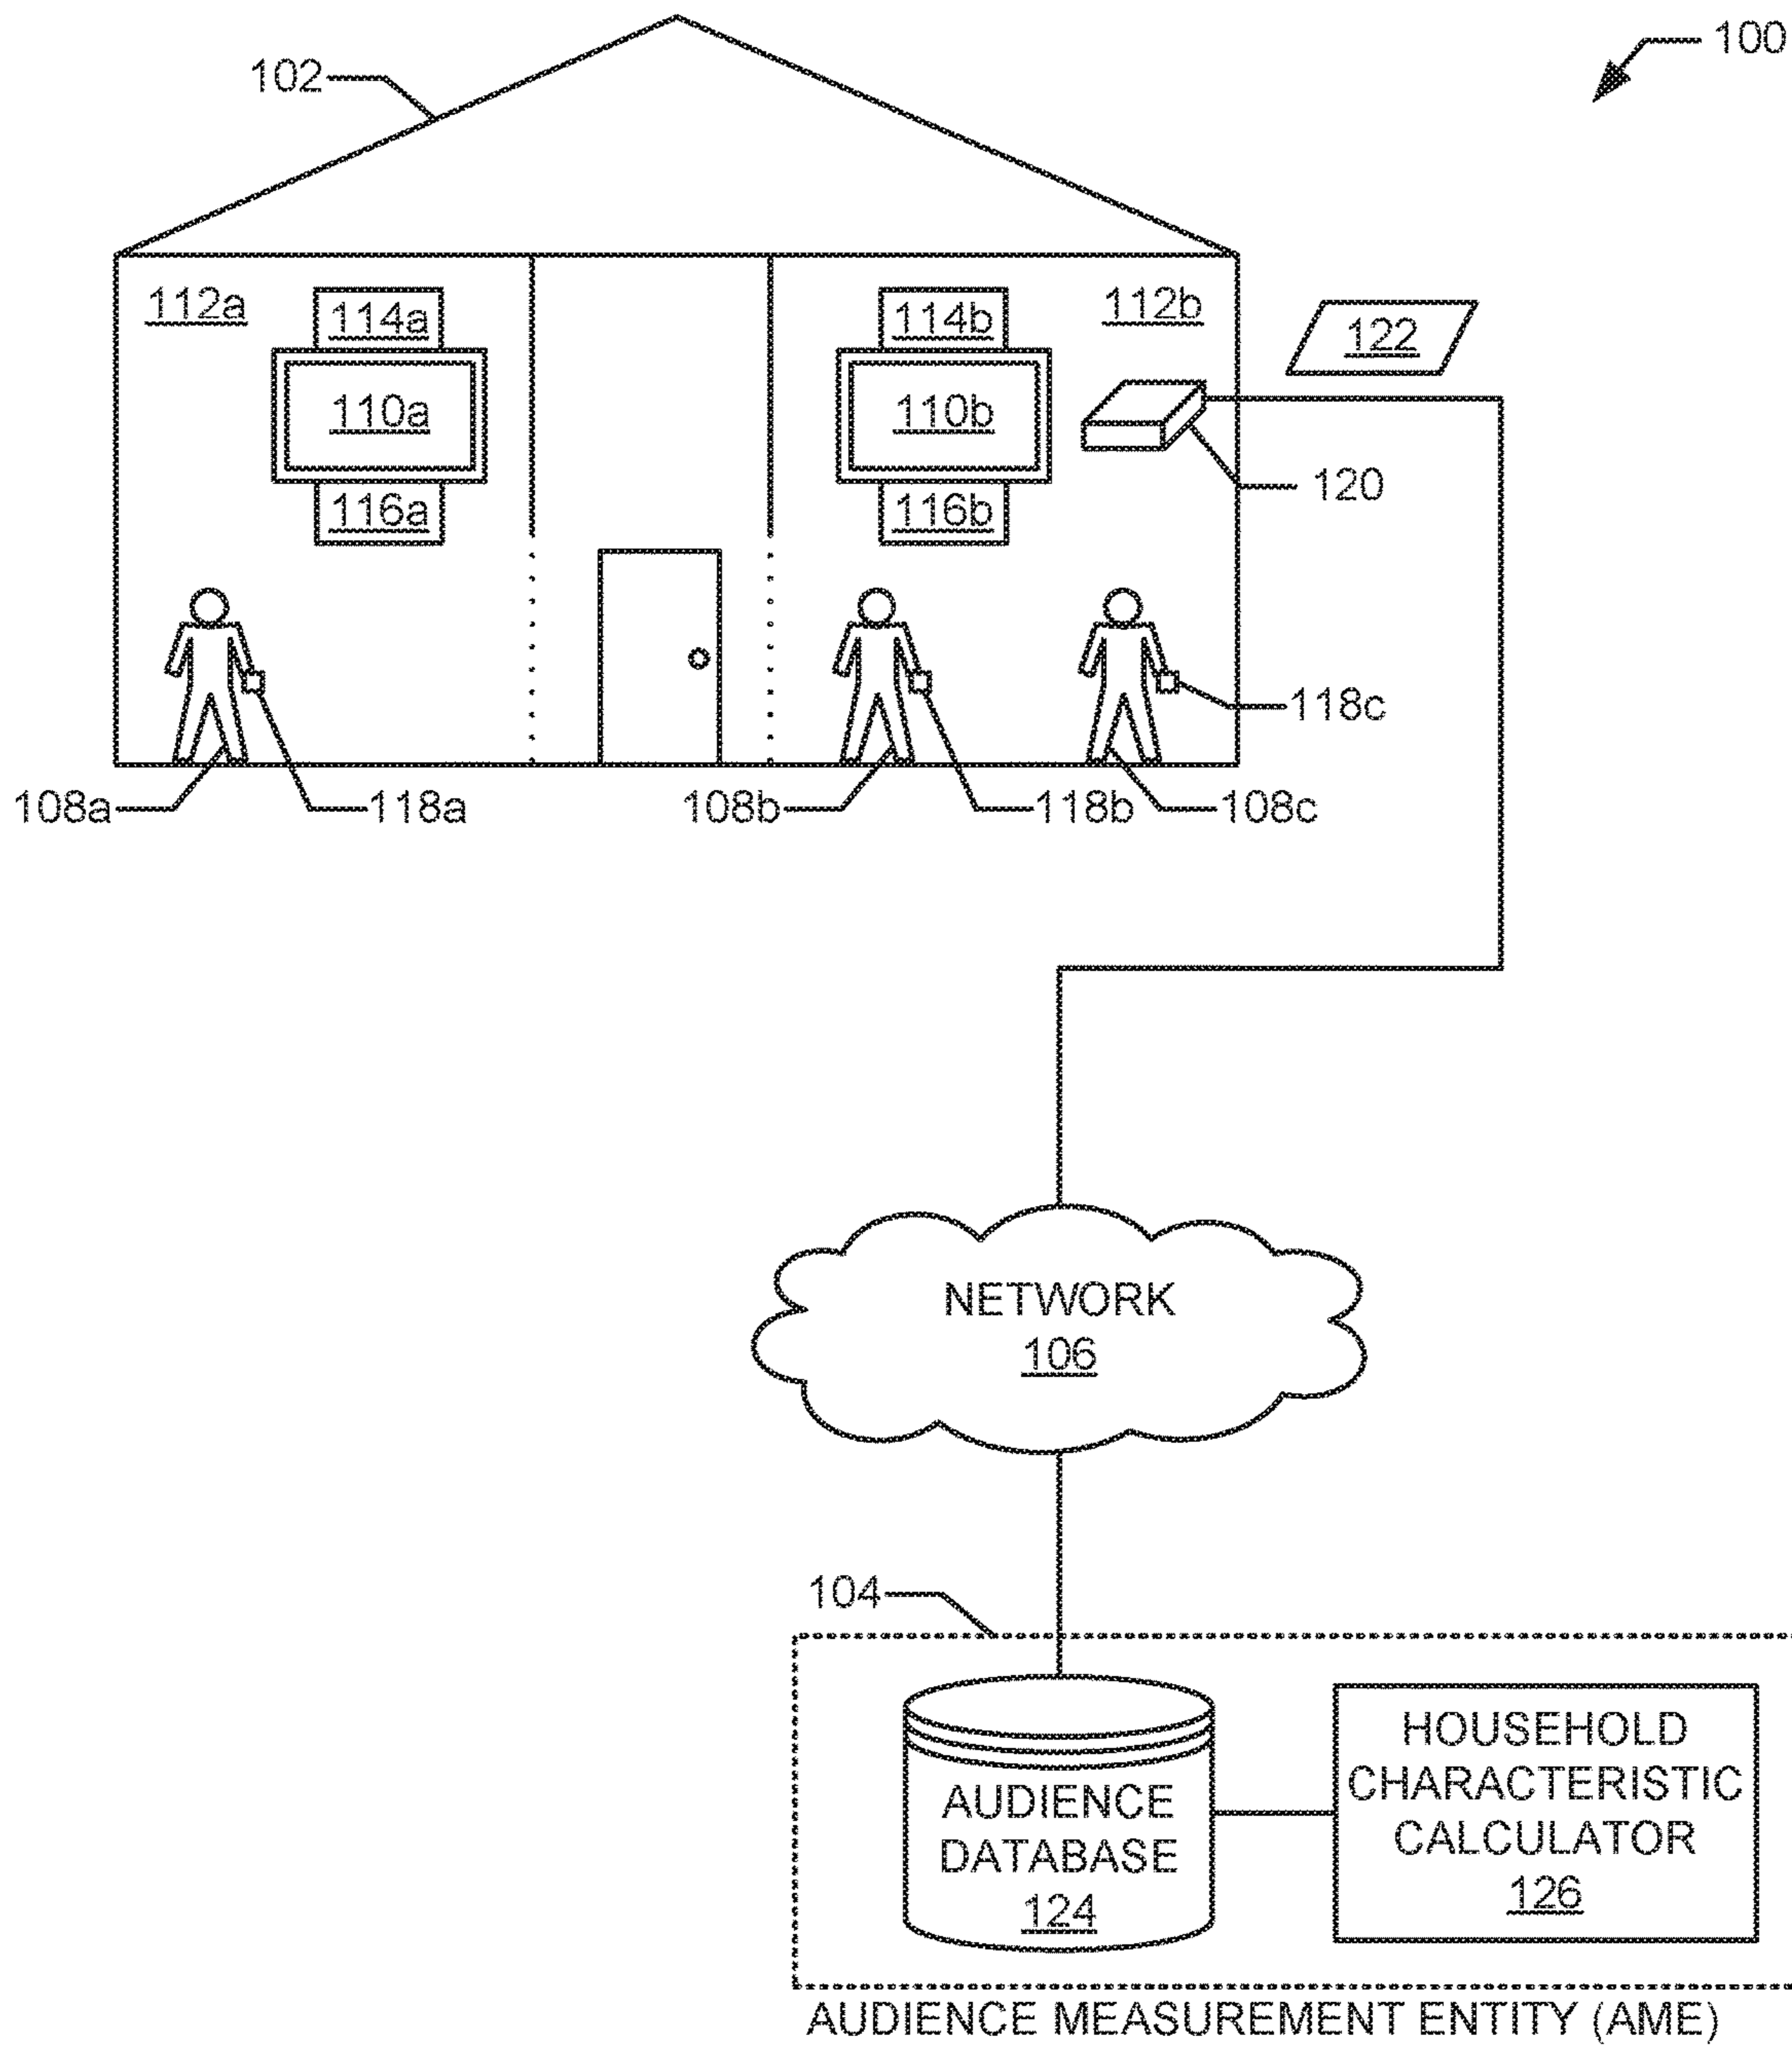 100
102
112a
114a
114b
112b
122
110a
110b
120
116a
116b
118c
108a
118a
108b
118b
108c
NETWORK
106
104
AUDIENCE
DATABASE
124
HOUSEHOLD
CHARACTERISTIC
CALCULATOR
126
AUDIENCE MEASUREMENT ENTITY (AME)